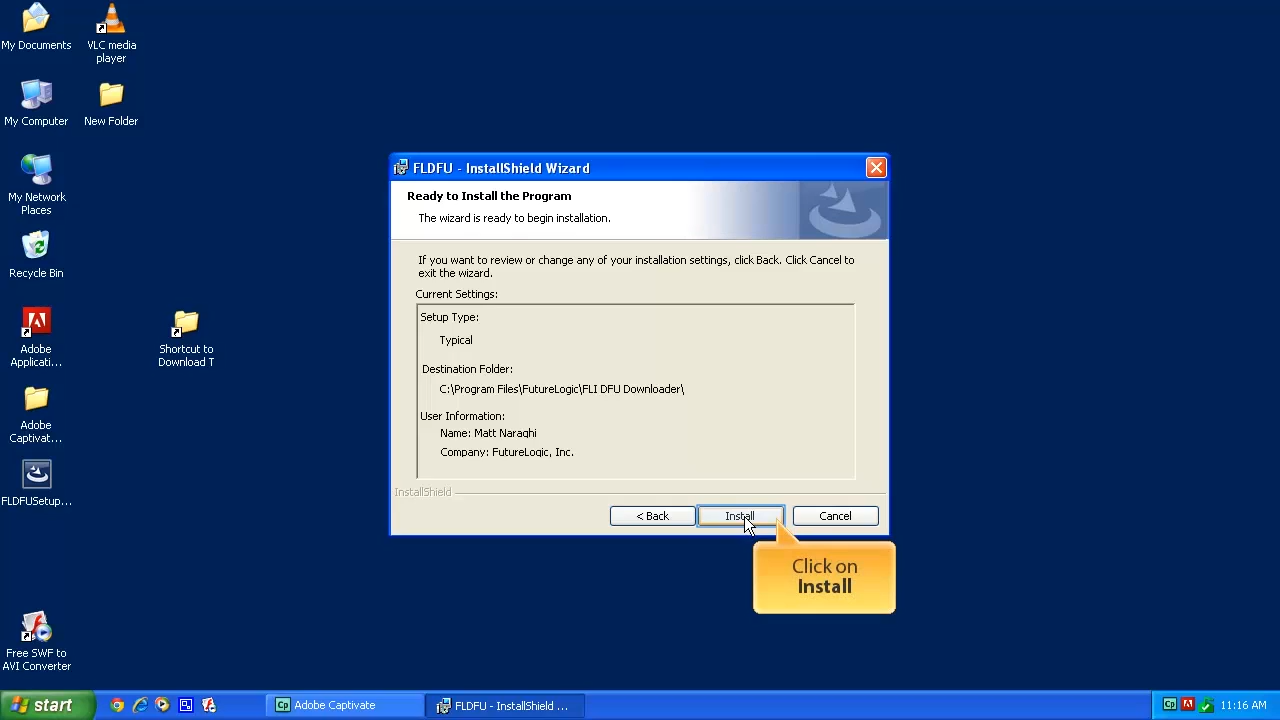 My Documents
VLC media
player
My Computer
New Folder
My Network
Places
Recycle Bin
Adobe
Applicati...
Shortcut to
Download T
Adobe
Captivat...
FLDFUSetup...
Free SWF to
AVI Converter
FLDFU - InstallShield Wizard
Ready to Install the Program
The wizard is ready to begin installation.
If you want to review or change any of your installation settings, click Back. Click Cancel to
exit the wizard.
Current Settings:
Setup Type:
Typical
Destination Folder:
C:\Program Files\FutureLogic\FLI DFU Downloader\
User Information:
Name: Matt Naraghi
Company: FutureLogic, Inc.
InstallShield
< Back
Install
Cancel
Click on
Install
start
Cp Adobe Captivate
FLDFU - InstallShield ...
Cp
11:16 AM